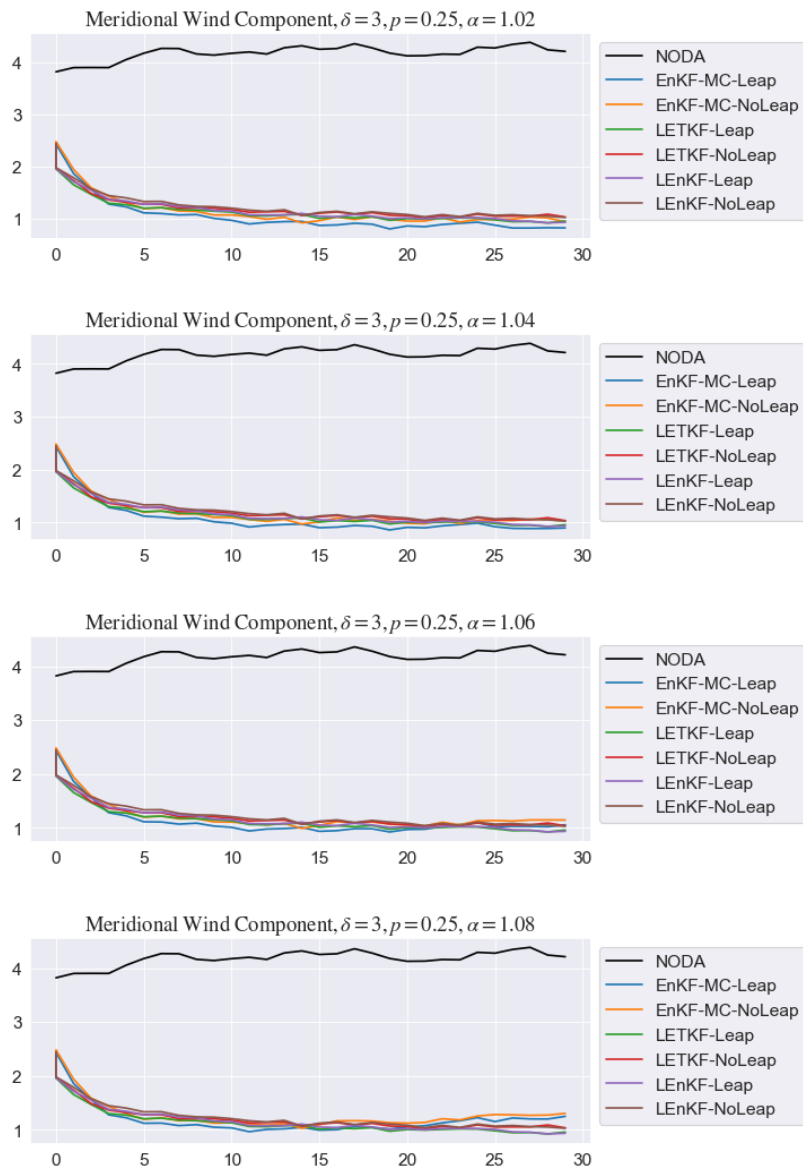 Meridional Wind Component, δ = 3, p = 0.25, α = 1.02
4
3
2
1
0 5 10 15 20 25 30
NODA
EnKF-MC-Leap
EnKF-MC-NoLeap
LETKF-Leap
LETKF-NoLeap
LEnKF-Leap
LEnKF-NoLeap
Meridional Wind Component, δ = 3, p = 0.25, α = 1.04
4
3
2
1
0 5 10 15 20 25 30
NODA
EnKF-MC-Leap
EnKF-MC-NoLeap
LETKF-Leap
LETKF-NoLeap
LEnKF-Leap
LEnKF-NoLeap
Meridional Wind Component, δ = 3, p = 0.25, α = 1.06
4
3
2
1
0 5 10 15 20 25 30
NODA
EnKF-MC-Leap
EnKF-MC-NoLeap
LETKF-Leap
LETKF-NoLeap
LEnKF-Leap
LEnKF-NoLeap
Meridional Wind Component, δ = 3, p = 0.25, α = 1.08
4
3
2
1
0 5 10 15 20 25 30
NODA
EnKF-MC-Leap
EnKF-MC-NoLeap
LETKF-Leap
LETKF-NoLeap
LEnKF-Leap
LEnKF-NoLeap